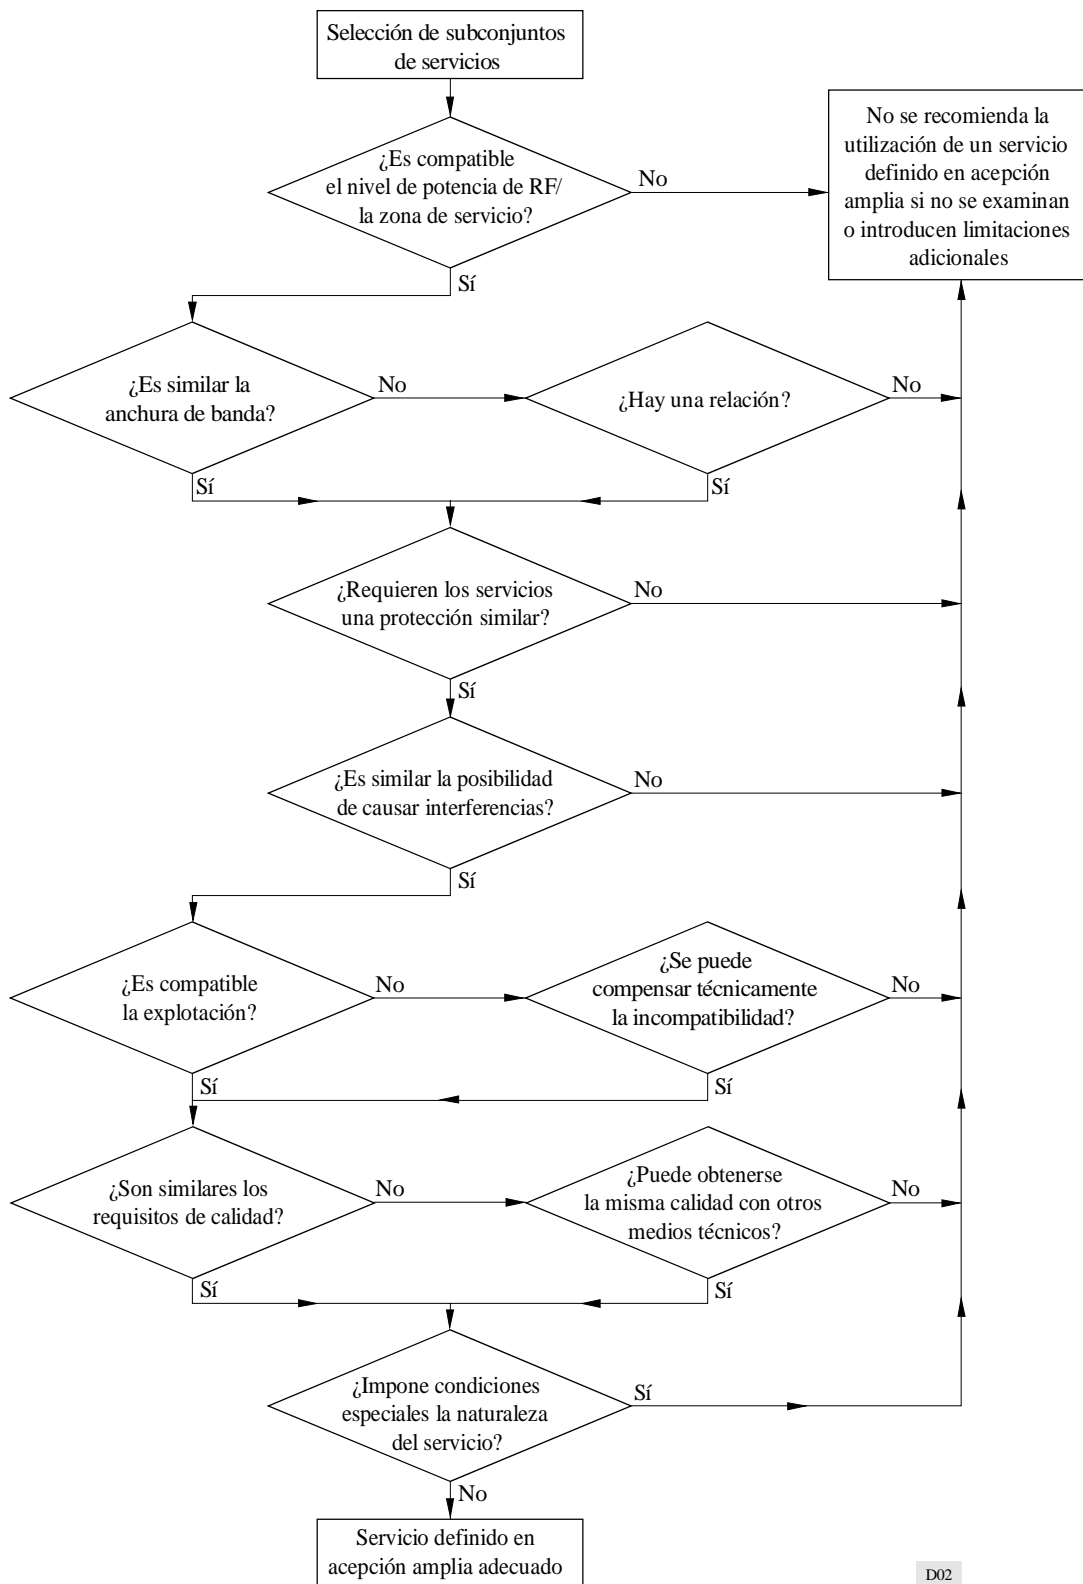 Selección de subconjuntos
de servicios
No se recomienda la
utilización de un servicio
definido en acepción
amplia si no se examinan
o introducen limitaciones
adicionales
¿Es compatible
el nivel de potencia de RF/
la zona de servicio?
No
Sí
¿Es similar la
anchura de banda?
No
¿Hay una relación?
No
Sí
Sí
¿Requieren los servicios
una protección similar?
No
Sí
¿Es similar la posibilidad
de causar interferencias?
No
Sí
¿Es compatible
la explotación?
No
¿Se puede
compensar técnicamente
la incompatibilidad?
No
Sí
Sí
¿Son similares los
requisitos de calidad?
No
¿Puede obtenerse
la misma calidad con otros
medios técnicos?
No
Sí
Sí
¿Impone condiciones
especiales la naturaleza
del servicio?
Sí
No
Servicio definido en
acepción amplia adecuado
D02